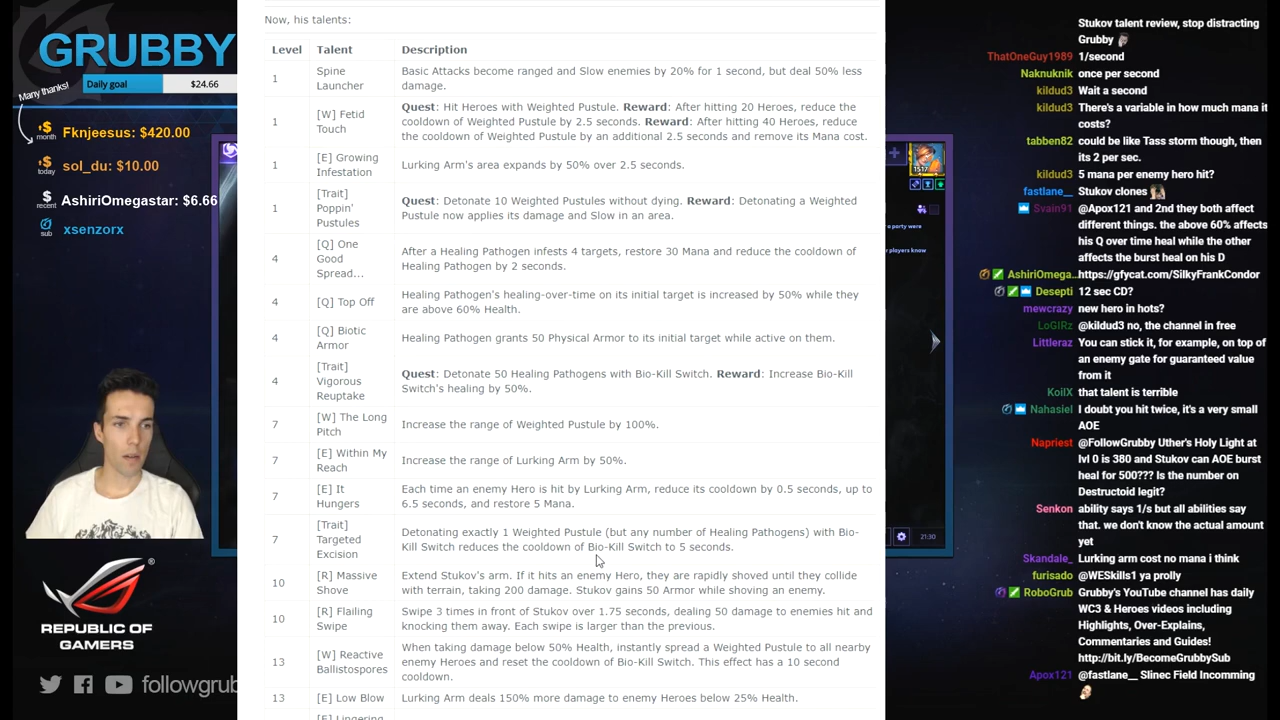 GRUBBY
Daily goal
$24.66
Many thanks!
$
month
Fknjeesus: $420.00
$
today
sol_du: $10.00
$
recent
AshiriOmegastar: $6.66
sub
xsenzorx
REPUBLIC OF
GAMERS
®
followgrub
Now, his talents:
Level Talent Description
1 Spine Launcher Basic Attacks become ranged and Slow enemies by 20% for 1 second, but deal 50% less
damage.
1 [W] Fetid Touch Quest: Hit Heroes with Weighted Pustule. Reward: After hitting 20 Heroes, reduce the
cooldown of Weighted Pustule by 2.5 seconds. Reward: After hitting 40 Heroes, reduce
the cooldown of Weighted Pustule by an additional 2.5 seconds and remove its Mana cost.
1 [E] Growing Infestation Lurking Arm's area expands by 50% over 2.5 seconds.
1 [Trait] Poppin' Pustules Quest: Detonate 10 Weighted Pustules without dying. Reward: Detonating a Weighted
Pustule now applies its damage and Slow in an area.
4 [Q] One Good Spread... After a Healing Pathogen infests 4 targets, restore 30 Mana and reduce the cooldown of
Healing Pathogen by 2 seconds.
4 [Q] Top Off Healing Pathogen's healing-over-time on its initial target is increased by 50% while they
are above 60% Health.
4 [Q] Biotic Armor Healing Pathogen grants 50 Physical Armor to its initial target while active on them.
4 [Trait] Vigorous Reuptake Quest: Detonate 50 Healing Pathogens with Bio-Kill Switch. Reward: Increase Bio-Kill
Switch's healing by 50%.
7 [W] The Long Pitch Increase the range of Weighted Pustule by 100%.
7 [E] Within My Reach Increase the range of Lurking Arm by 50%.
7 [E] It Hungers Each time an enemy Hero is hit by Lurking Arm, reduce its cooldown by 0.5 seconds, up to
6.5 seconds, and restore 5 Mana.
7 [Trait] Targeted Excision Detonating exactly 1 Weighted Pustule (but any number of Healing Pathogens) with Bio-
Kill Switch reduces the cooldown of Bio-Kill Switch to 5 seconds.
10 [R] Massive Shove Extend Stukov's arm. If it hits an enemy Hero, they are rapidly shoved until they collide
with terrain, taking 200 damage. Stukov gains 50 Armor while shoving an enemy.
10 [R] Flailing Swipe Swipe 3 times in front of Stukov over 1.75 seconds, dealing 50 damage to enemies hit and
knocking them away. Each swipe is larger than the previous.
13 [W] Reactive Ballistospores When taking damage below 50% Health, instantly spread a Weighted Pustule to all nearby
enemy Heroes and reset the cooldown of Bio-Kill Switch. This effect has a 10 second
cooldown.
13 [E] Low Blow Lurking Arm deals 150% more damage to enemy Heroes below 25% Health.
[E] Lingering
1517
a party were
players know
21:30
Stukov talent review, stop distracting
Grubby
ThatOneGuy1989 1/second
Naknuknik once per second
kildud3 Wait a second
kildud3 There's a variable in how much mana it
costs?
tabben82 could be like Tass storm though, then
its 2 per sec.
kildud3 5 mana per enemy hero hit?
fastlane__ Stukov clones
Svain91 @Apox121 and 2nd they both affect
different things. the above 60% affects
his Q over time heal while the other
affects the burst heal on his D
AshiriOmega... https://gfycat.com/SilkyFrankCondor
Desepti 12 sec CD?
mewcrazy new hero in hots?
LoGIRz @kildud3 no, the channel in free
Littleraz You can stick it, for example, on top of
an enemy gate for guaranteed value
from it
KoilX that talent is terrible
Nahasiel I doubt you hit twice, it's a very small
AOE
Napriest @FollowGrubby Uther's Holy Light at
lvl 0 is 380 and Stukov can AOE burst
heal for 500??? Is the number on
Destructoid legit?
Senkon ability says 1/s but all abilities say
that. we don't know the actual amount
yet
Skandale_ Lurking arm cost no mana i think
furisado @WESkills1 ya prolly
RoboGrub Grubby's YouTube channel has daily
WC3 & Heroes videos including
Highlights, Over-Explains,
Commentaries and Guides!
http://bit.ly/BecomeGrubbySub
Apox121 @fastlane__ Slinec Field Incomming